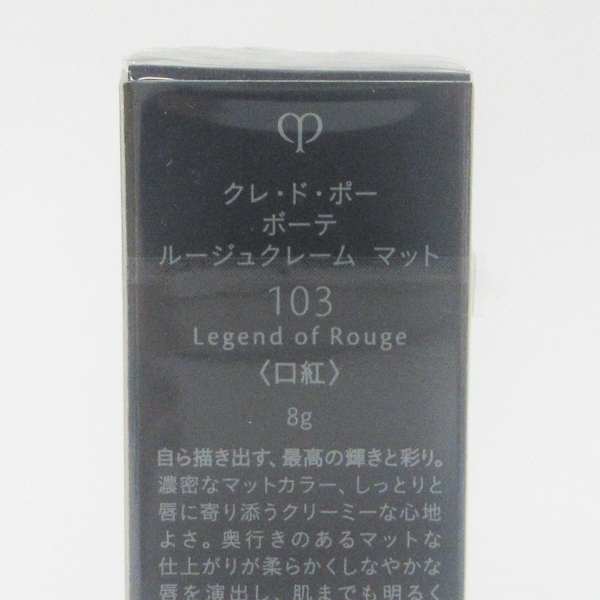 クレ・ド・ポー
ボーテ
ルージュクレーム マット
103
Legend of Rouge
〈口紅〉
8g
自ら描き出す、最高の輝きと彩り。
濃密なマットカラー、しっとりと
唇に寄り添うクリーミーな心地
よさ。奥行きのあるマットな
仕上がりが柔らかくしなやかな
唇を演出し、肌までも明るく